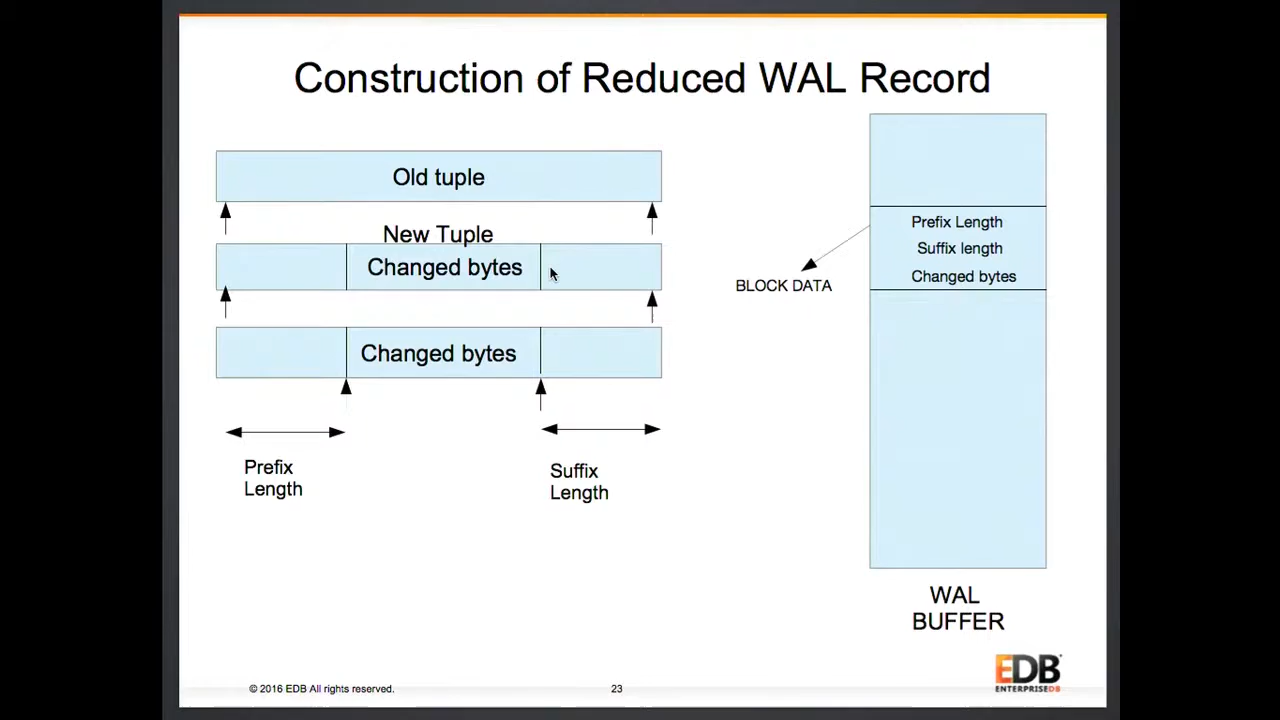 Construction of Reduced WAL Record
Old tuple
New Tuple
Changed bytes
Changed bytes
Prefix
Length
Suffix
Length
BLOCK DATA
Prefix Length
Suffix length
Changed bytes
WAL
BUFFER
© 2016 EDB All rights reserved.
23
EDB
ENTERPRISEDB